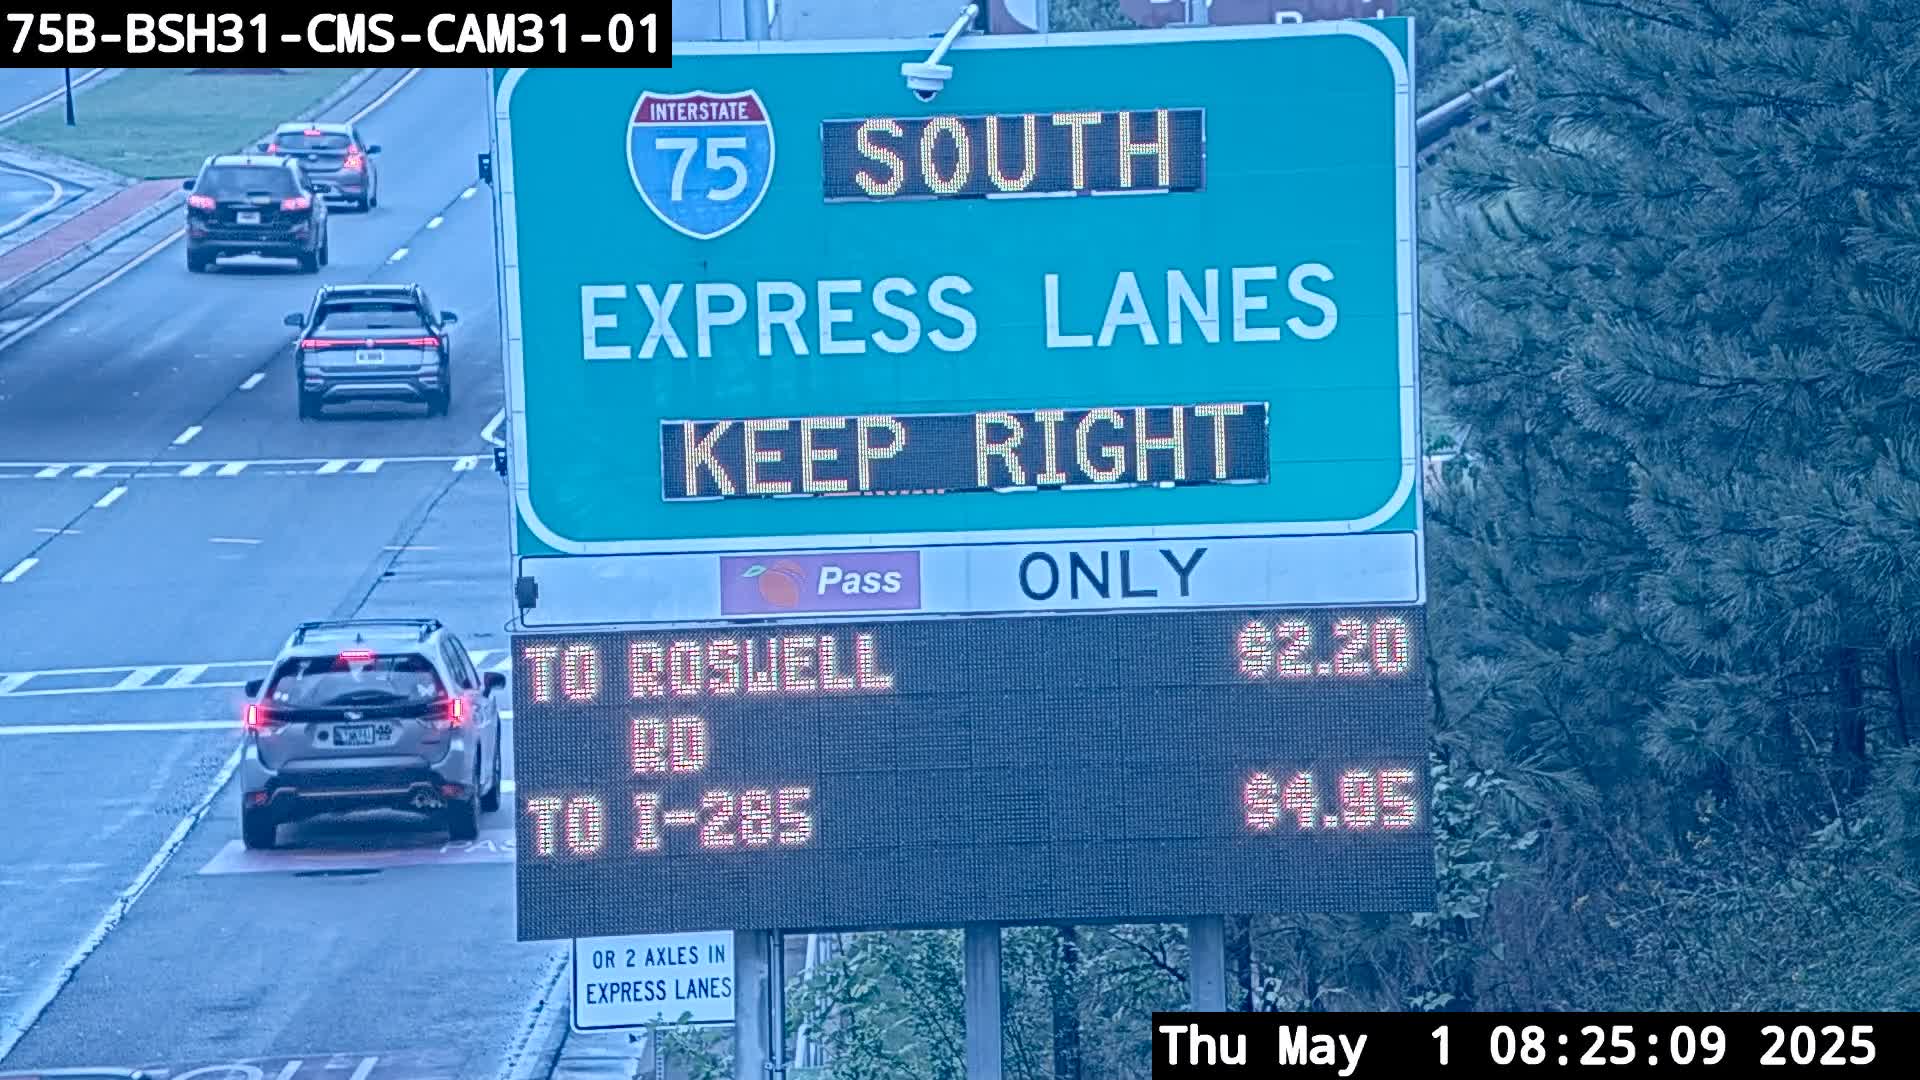 75B-BSH31-CMS-CAM31-01
INTERSTATE
75
SOUTH
EXPRESS LANES
KEEP RIGHT
Pass
ONLY
TO ROSWELL $2.20
RD
TO I-285 $4.95
OR 2 AXLES IN
EXPRESS LANES
Thu May 1 08:25:09 2025